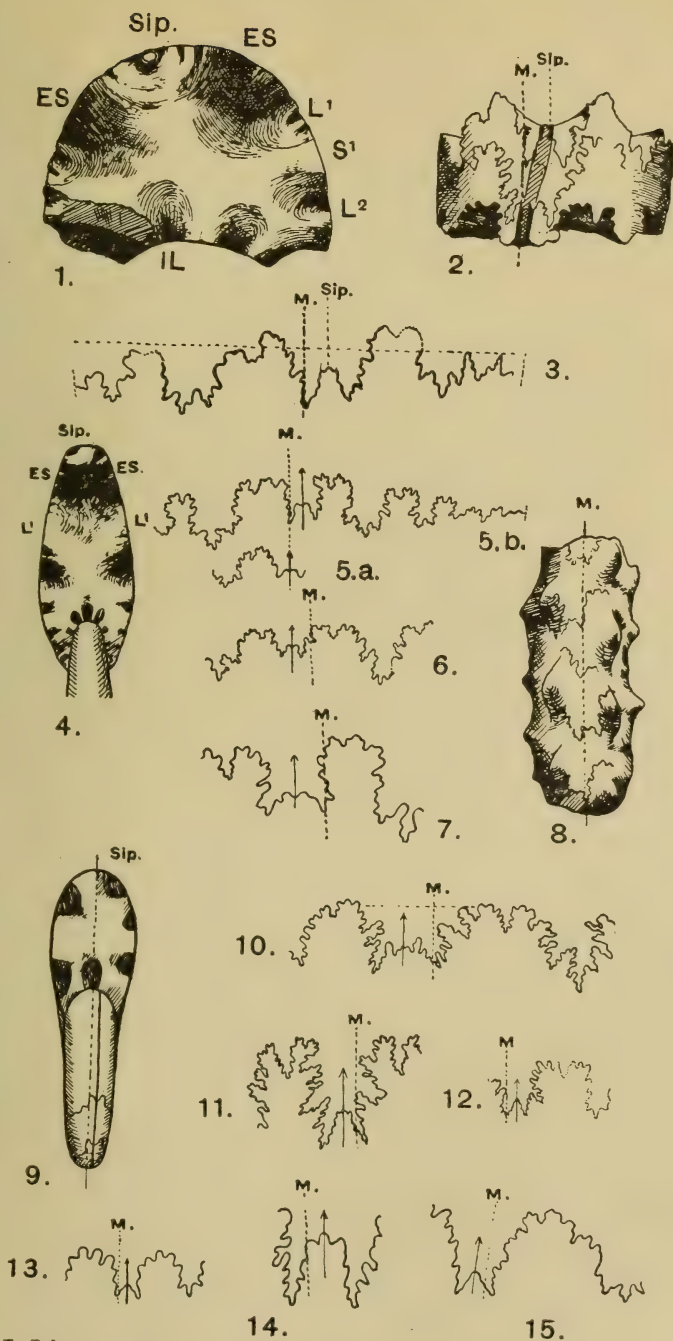 Sip. ES
ES
L¹
S¹
L²
IL
1.
M. Sip.
2.
M. Sip.
3.
Sip.
ES ES.
L¹ L¹
4.
M.
5.b.
5.a.
M.
6.
M.
7.
M.
8.
Sip.
9.
M.
10.
M.
11.
M
12.
M.
13.
M.
14.
M.
15.